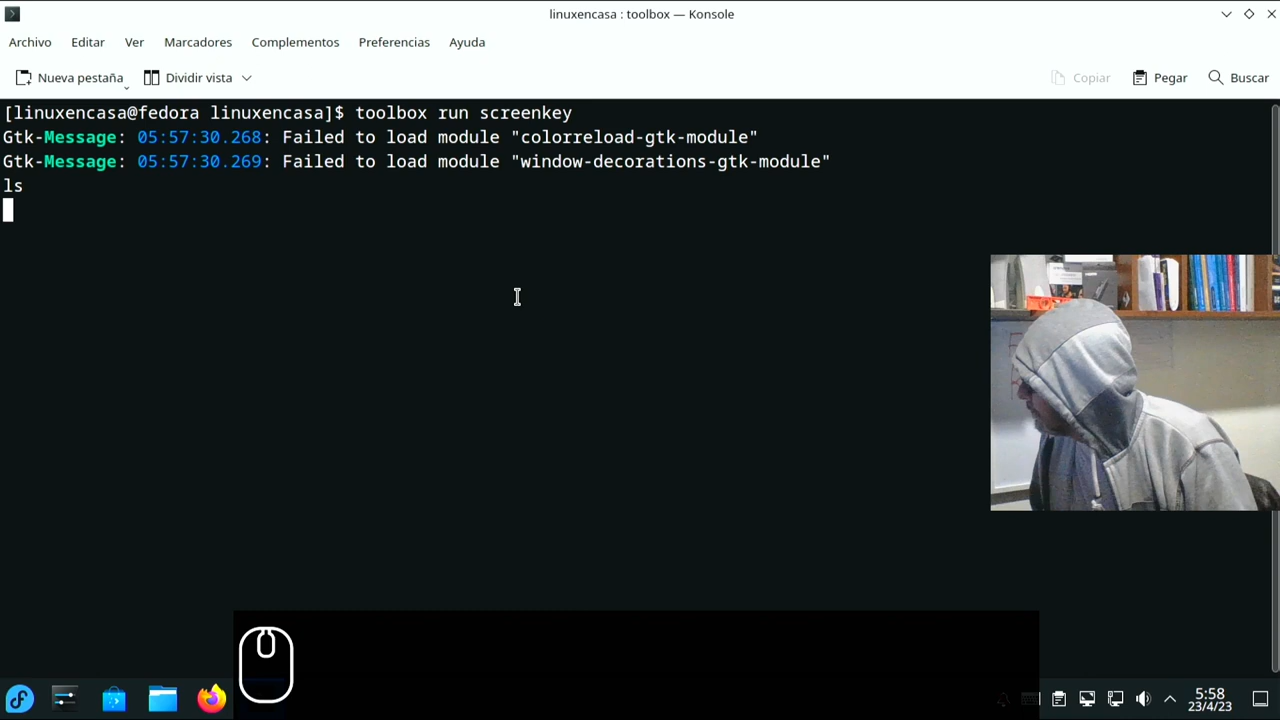 linuxencasa : toolbox — Konsole
Archivo Editar Ver Marcadores Complementos Preferencias Ayuda
Nueva pestaña Dividir vista Copiar Pegar Buscar
[linuxencasa@fedora linuxencasa]$ toolbox run screenkey
Gtk-Message: 05:57:30.268: Failed to load module "colorreload-gtk-module"
Gtk-Message: 05:57:30.269: Failed to load module "window-decorations-gtk-module"
ls
5:58
23/4/23